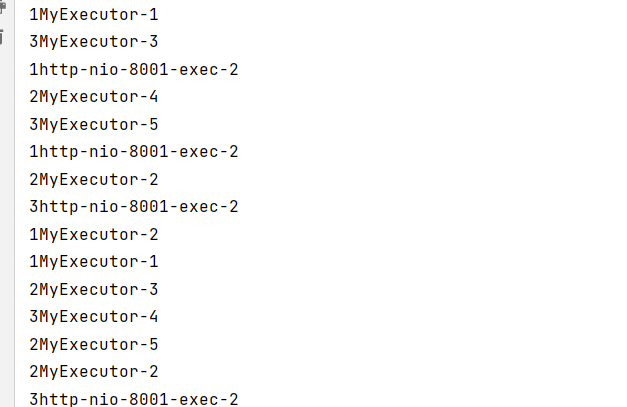 1MyExecutor-1
3MyExecutor-3
1http-nio-8001-exec-2
2MyExecutor-4
3MyExecutor-5
1http-nio-8001-exec-2
2MyExecutor-2
3http-nio-8001-exec-2
1MyExecutor-2
1MyExecutor-1
2MyExecutor-3
3MyExecutor-4
2MyExecutor-5
2MyExecutor-2
3http-nio-8001-exec-2